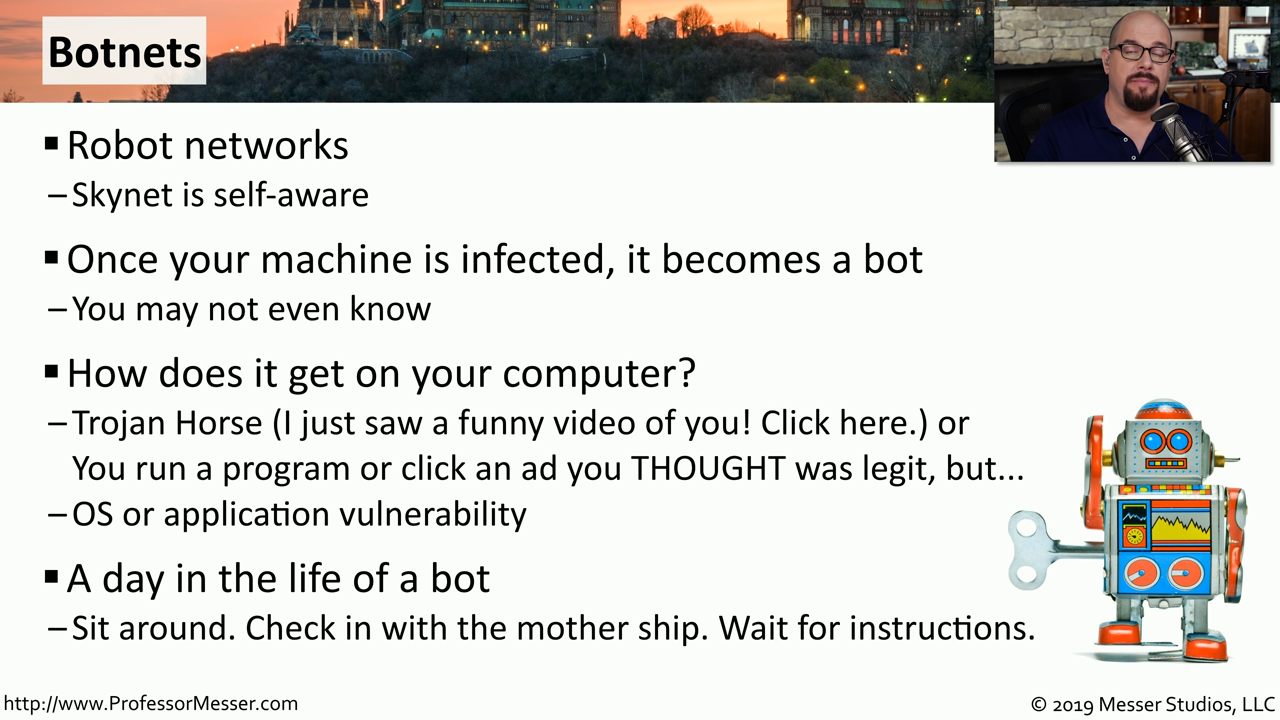 Botnets
▪ Robot networks
– Skynet is self-aware
▪ Once your machine is infected, it becomes a bot
– You may not even know
▪ How does it get on your computer?
– Trojan Horse (I just saw a funny video of you! Click here.) or
You run a program or click an ad you THOUGHT was legit, but...
– OS or application vulnerability
▪ A day in the life of a bot
– Sit around. Check in with the mother ship. Wait for instructions.
http://www.ProfessorMesser.com
© 2019 Messer Studios, LLC